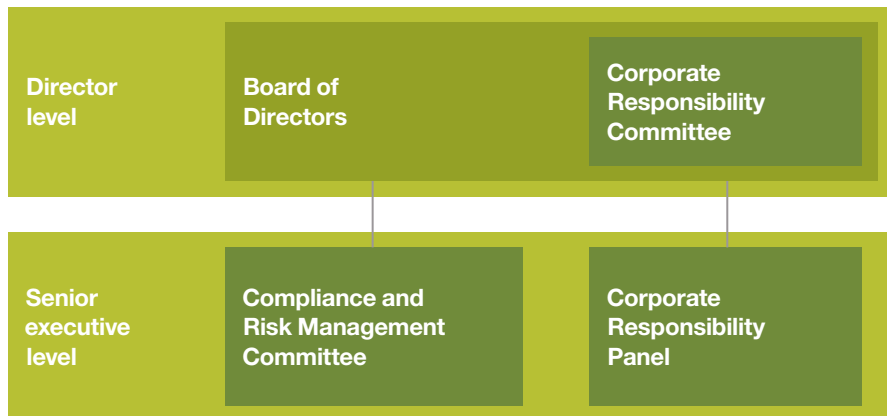 Director
level
Board of
Directors
Corporate
Responsibility
Committee
Senior
executive
level
Compliance and
Risk Management
Committee
Corporate
Responsibility
Panel